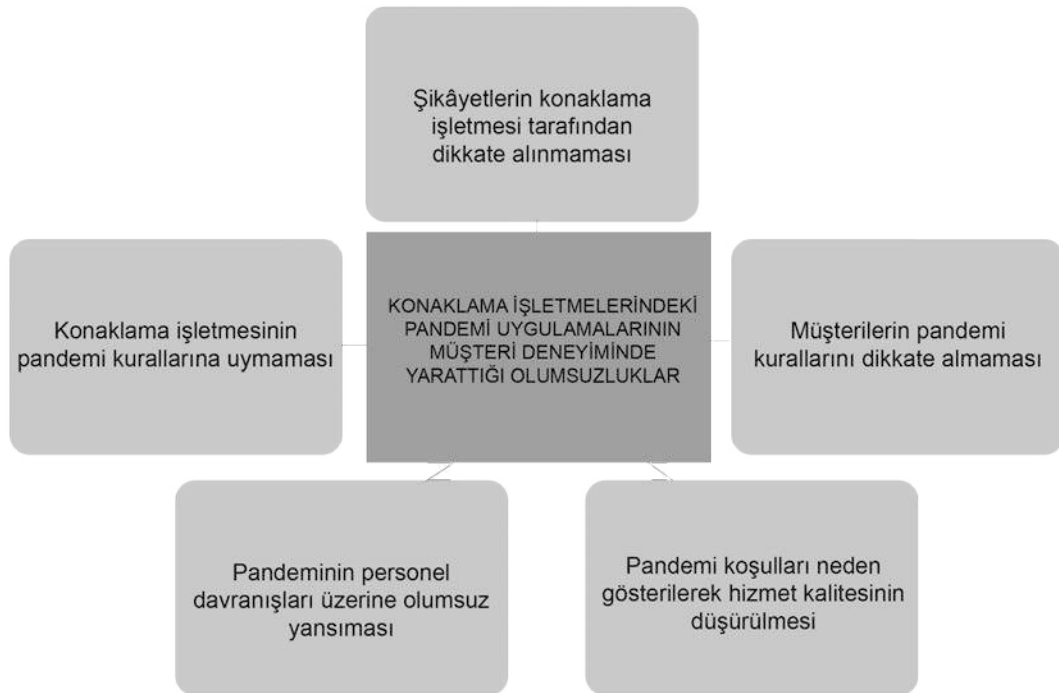 Şikâyetlerin konaklama
işletmesi tarafından
dikkate alınmaması
Konaklama işletmesinin
pandemi kurallarına uymaması
KONAKLAMA İŞLETMELERİNDEKİ
PANDEMİ UYGULAMALARININ
MÜŞTERİ DENEYİMİNDE
YARATTIĞI OLUMSUZLUKLAR
Müşterilerin pandemi
kurallarını dikkate almaması
Pandeminin personel
davranışları üzerine olumsuz
yansıması
Pandemi koşulları neden
gösterilerek hizmet kalitesinin
düşürülmesi